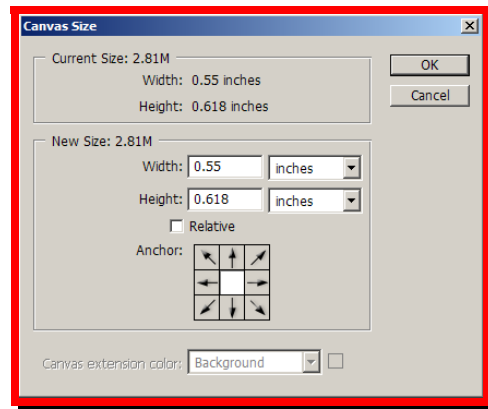 Canvas Size
Current Size: 2.81M
Width: 0.55 inches
Height: 0.618 inches
OK
Cancel
New Size: 2.81M
Width: 0.55 inches
Height: 0.618 inches
Relative
Anchor:
Canvas extension color: Background